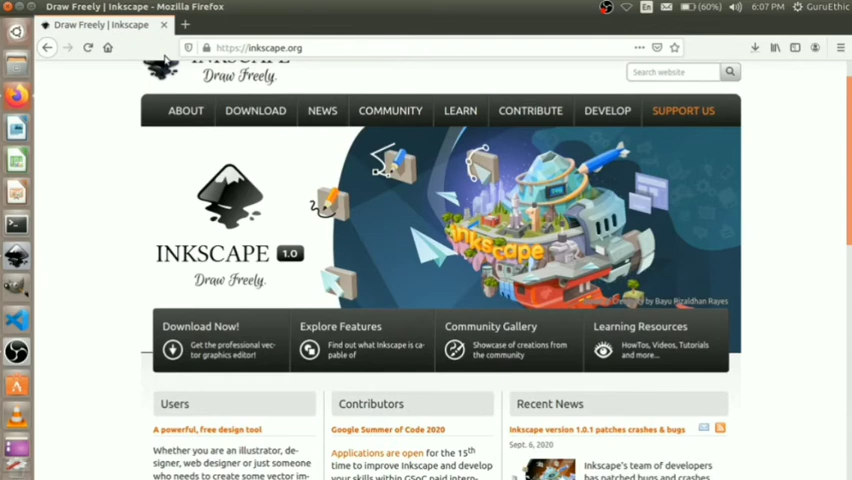 Draw Freely | Inkscape - Mozilla Firefox
En
(60%)
6:07 PM
GuruEthic
Draw Freely | Inkscape
https://inkscape.org
INKSCAPE
Draw Freely.
Search website
ABOUT
DOWNLOAD
NEWS
COMMUNITY
LEARN
CONTRIBUTE
DEVELOP
SUPPORT US
INKSCAPE 1.0
Draw Freely.
inkscape
by Bayu Rizaldhan Rayes
Download Now!
Get the professional vec-
tor graphics editor!
Explore Features
Find out what Inkscape is ca-
pable of
Community Gallery
Showcase of creations from
the community
Learning Resources
HowTos, Videos, Tutorials
and more...
Users
A powerful, free design tool
Whether you are an illustrator, de-
signer, web designer or just someone
who needs to create some vector im-
Contributors
Google Summer of Code 2020
Applications are open for the 15th
time to improve Inkscape and develop
your skills within GSoC paid intern-
Recent News
Inkscape version 1.0.1 patches crashes & bugs
Sept. 6, 2020
Inkscape's team of developers
has patched bugs and crashes